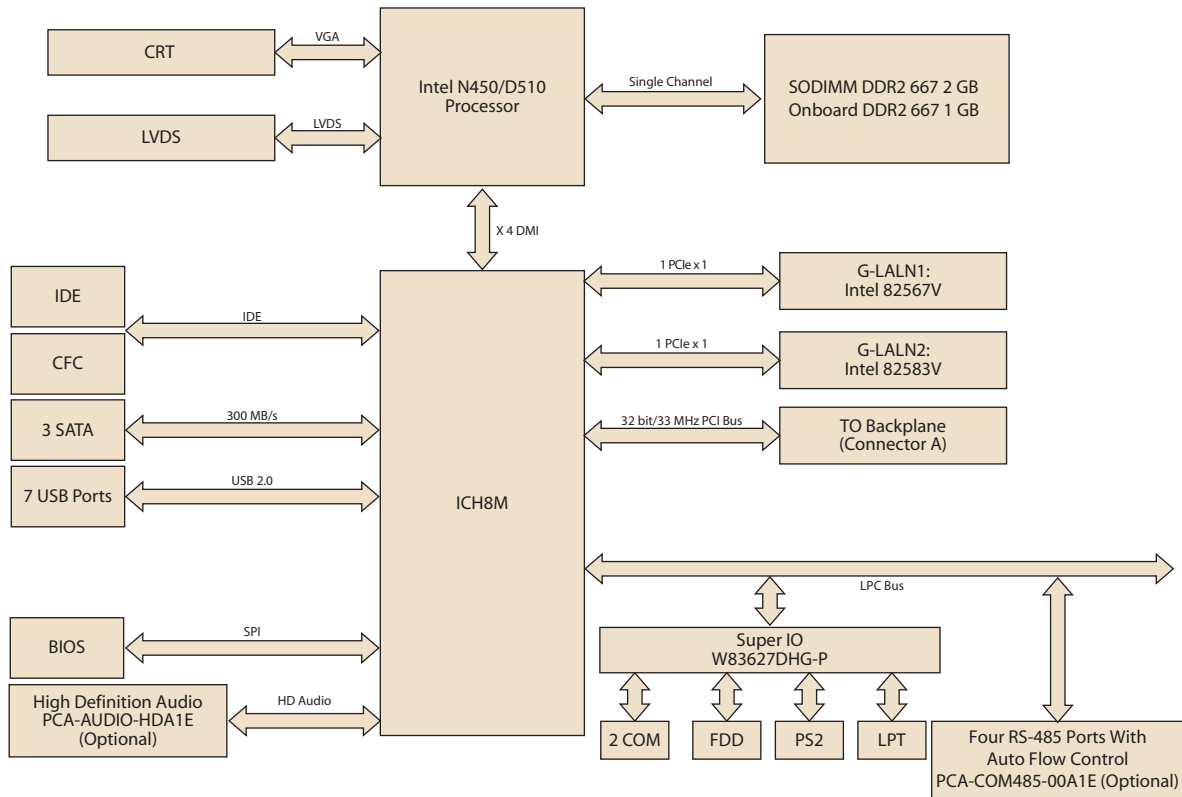 CRT
VGA
Intel N450/D510
Processor
Single Channel
SODIMM DDR2 667 2 GB
Onboard DDR2 667 1 GB
LVDS
LVDS
X 4 DMI
IDE
IDE
CFC
3 SATA
300 MB/s
7 USB Ports
USB 2.0
ICH8M
1 PCIe x 1
G-LALN1:
Intel 82567V
1 PCIe x 1
G-LALN2:
Intel 82583V
32 bit/33 MHz PCI Bus
TO Backplane
(Connector A)
LPC Bus
BIOS
SPI
High Definition Audio
PCA-AUDIO-HDA1E
(Optional)
HD Audio
Super IO
W83627DHG-P
2 COM
FDD
PS2
LPT
Four RS-485 Ports With
Auto Flow Control
PCA-COM485-00A1E (Optional)